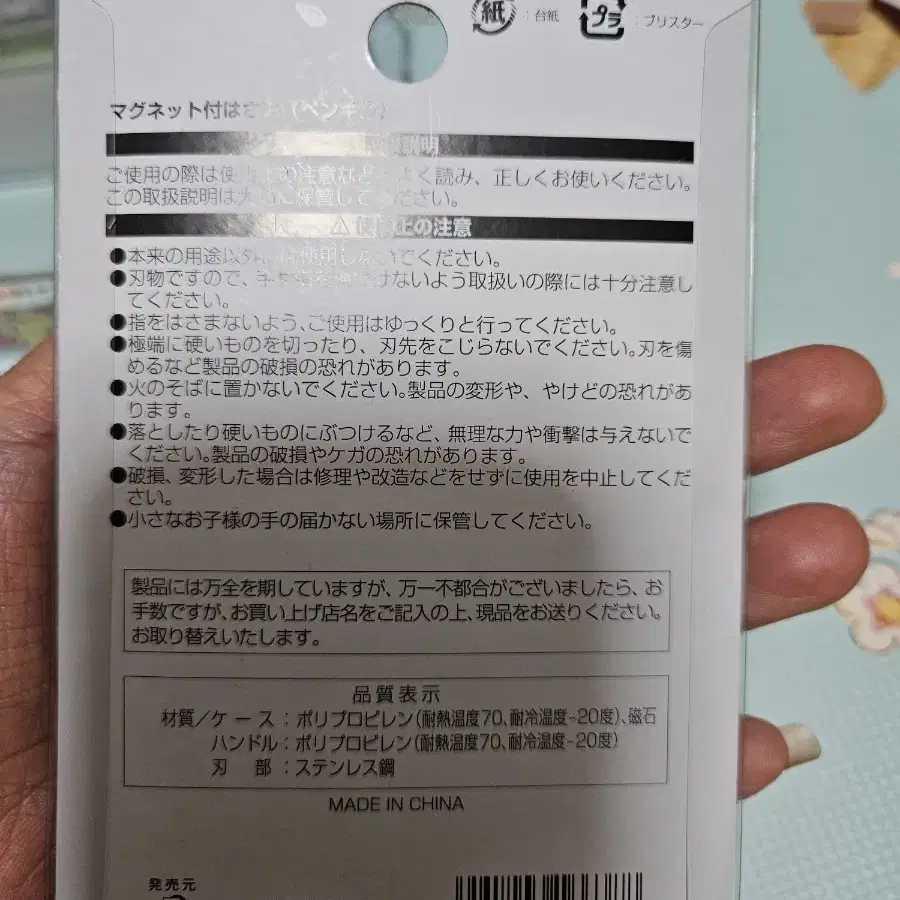 紙 : 台紙 プラ : ブリスター
マグネット付はさみ(ペンギン)
取扱説明
ご使用の際は使用上の注意などをよく読み、正しくお使いください。
この取扱説明は大切に保管してください。
⚠使用上の注意
●本来の用途以外には使用しないでください。
●刃物ですので、手や指を傷つけないよう取扱いの際には十分注意し
てください。
●指をはさまないよう、ご使用はゆっくりと行ってください。
●極端に硬いものを切ったり、刃先をこじらないでください。刃を傷
めるなど製品の破損の恐れがあります。
●火のそばに置かないでください。製品の変形や、やけどの恐れがあ
ります。
●落としたり硬いものにぶつけるなど、無理な力や衝撃は与えないで
ください。製品の破損やケガの恐れがあります。
●破損、変形した場合は修理や改造などをせずに使用を中止してくだ
さい。
●小さなお子様の手の届かない場所に保管してください。
製品には万全を期していますが、万一不都合がございましたら、お
手数ですが、お買い上げ店名をご記入の上、現品をお送りください。
お取り替えいたします。
品質表示
材質/ケース:ポリプロピレン(耐熱温度70、耐冷温度-20度)、磁石
ハンドル:ポリプロピレン(耐熱温度70、耐冷温度-20度)
刃 部:ステンレス鋼
MADE IN CHINA
発売元